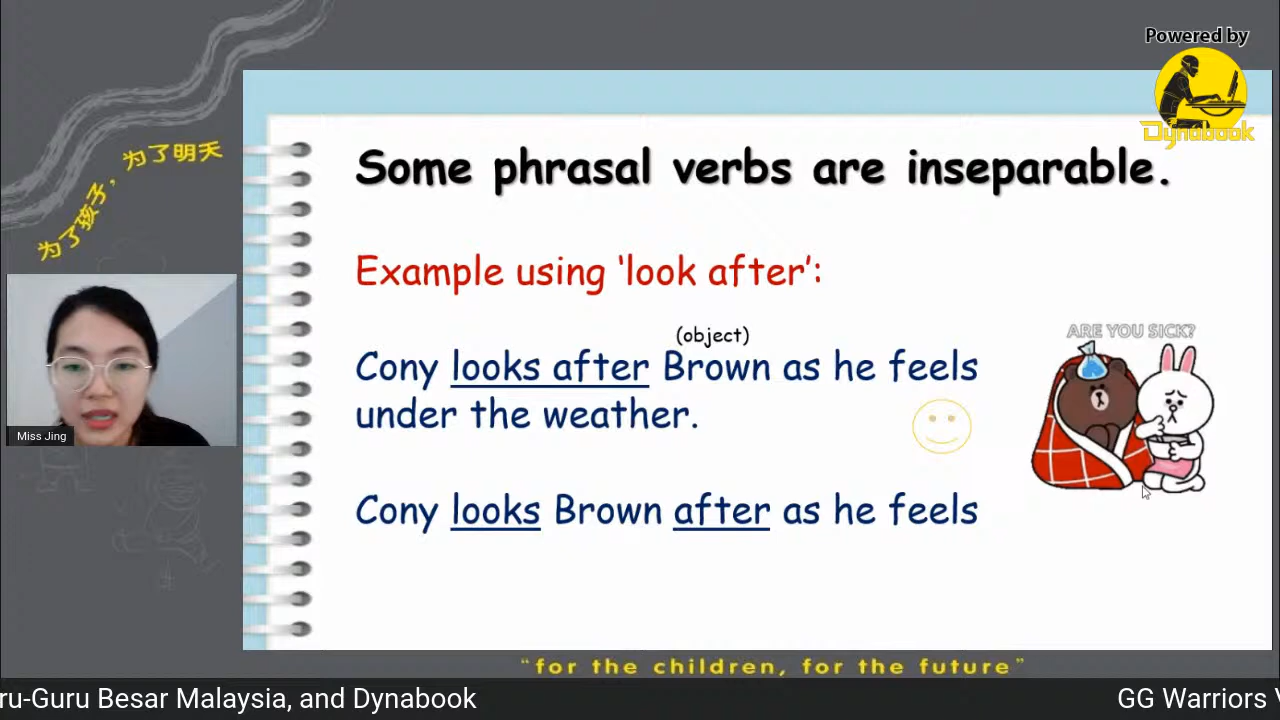 Powered by
Dynabook
为了孩子，为了明天
Some phrasal verbs are inseparable.
Example using ‘look after’:
(object)
Cony looks after Brown as he feels
under the weather.
Cony looks Brown after as he feels
ARE YOU SICK?
Miss Jing
“for the children, for the future”
ru-Guru Besar Malaysia, and Dynabook
GG Warriors